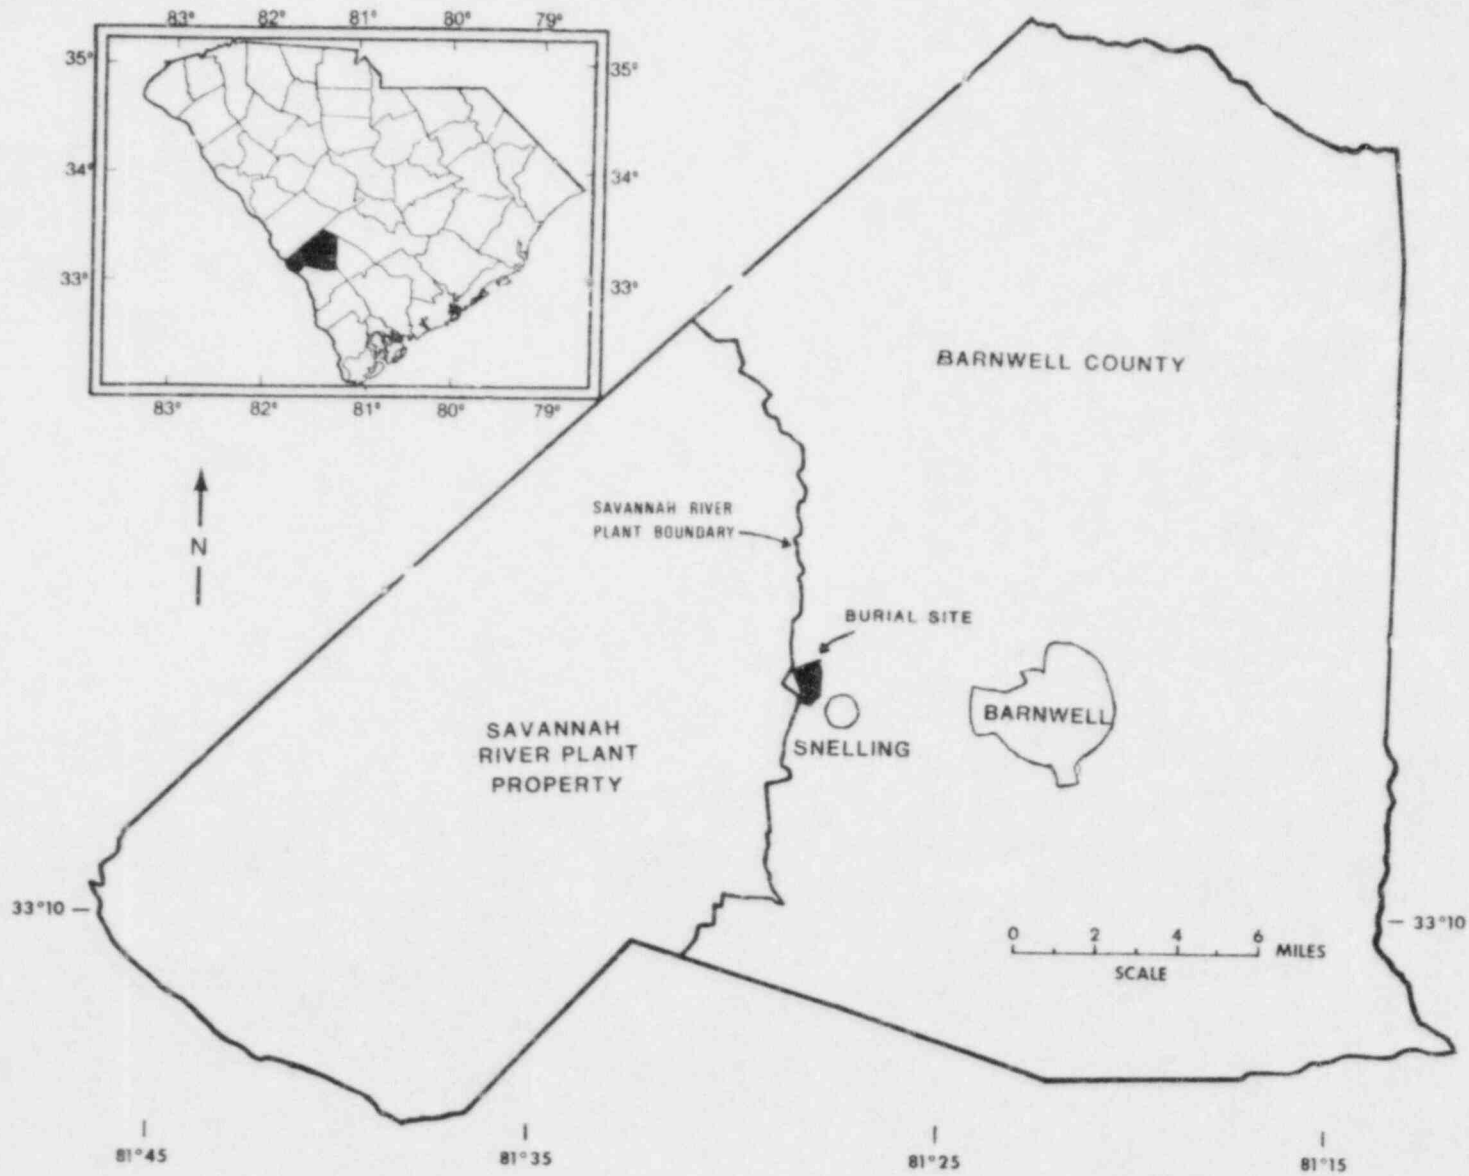 83° 82° 81° 80° 79°
35° 35°
34° 34°
33° 33°
83° 82° 81° 80° 79°
N
BARNWELL COUNTY
SAVANNAH RIVER
PLANT BOUNDARY
BURIAL SITE
BARNWELL
SNELLING
SAVANNAH
RIVER PLANT
PROPERTY
33°10 33°10
0 2 4 6 MILES
SCALE
81°45 81°35 81°25 81°15